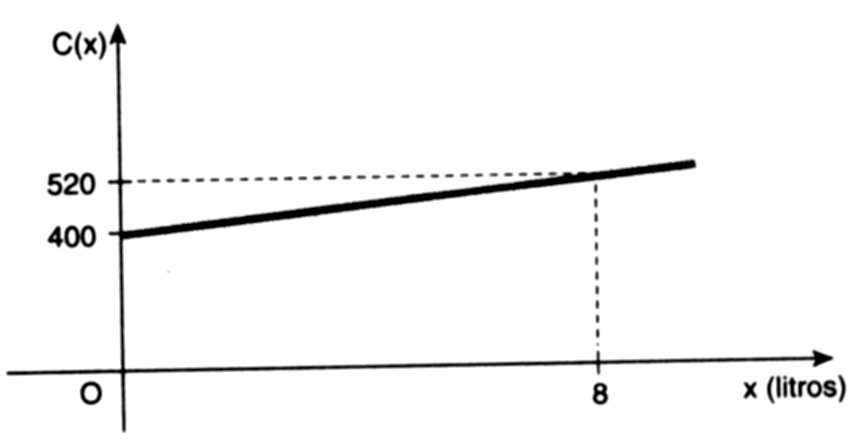 C(x)
520
400
O
8
x (litros)